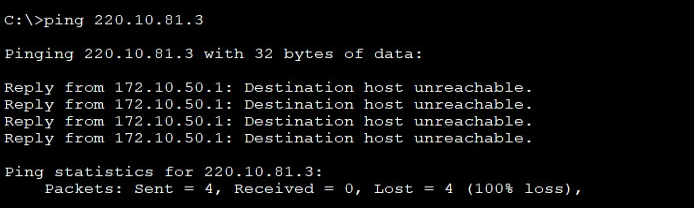 C:\>ping 220.10.81.3
Pinging 220.10.81.3 with 32 bytes of data:
Reply from 172.10.50.1: Destination host unreachable.
Reply from 172.10.50.1: Destination host unreachable.
Reply from 172.10.50.1: Destination host unreachable.
Reply from 172.10.50.1: Destination host unreachable.
Ping statistics for 220.10.81.3:
    Packets: Sent = 4, Received = 0, Lost = 4 (100% loss),